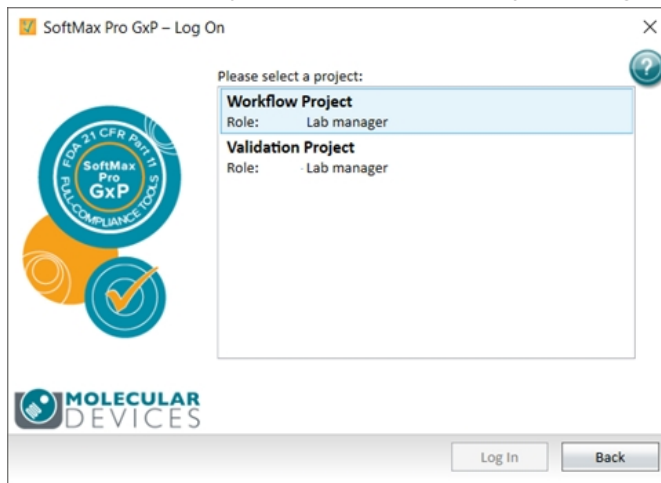 SoftMax Pro GxP – Log On
Please select a project:
Workflow Project
Role: Lab manager
Validation Project
Role: Lab manager
FDA 21 CFR Part 11
SoftMax
Pro
GxP
FULL-COMPLIANCE TOOLS
MOLECULAR
DEVICES
Log In
Back